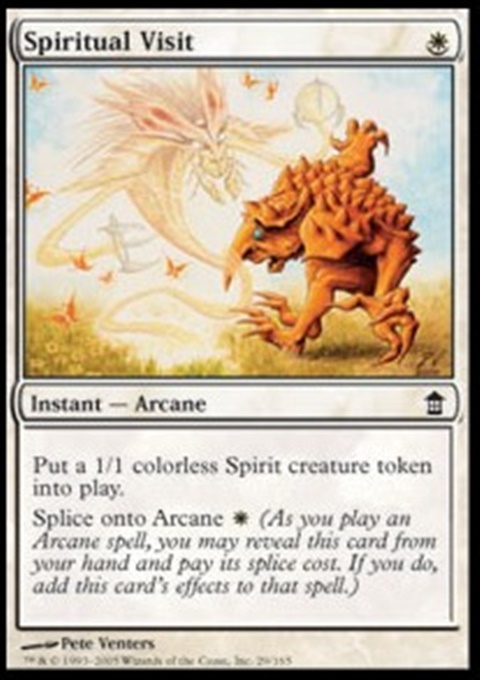 Spiritual Visit
Instant — Arcane
Put a 1/1 colorless Spirit creature token
into play.
Splice onto Arcane (As you play an
Arcane spell, you may reveal this card from
your hand and pay its splice cost. If you do,
add this card's effects to that spell.)
Pete Venters
™ & © 1993-2005 Wizards of the Coast, Inc. 29/165